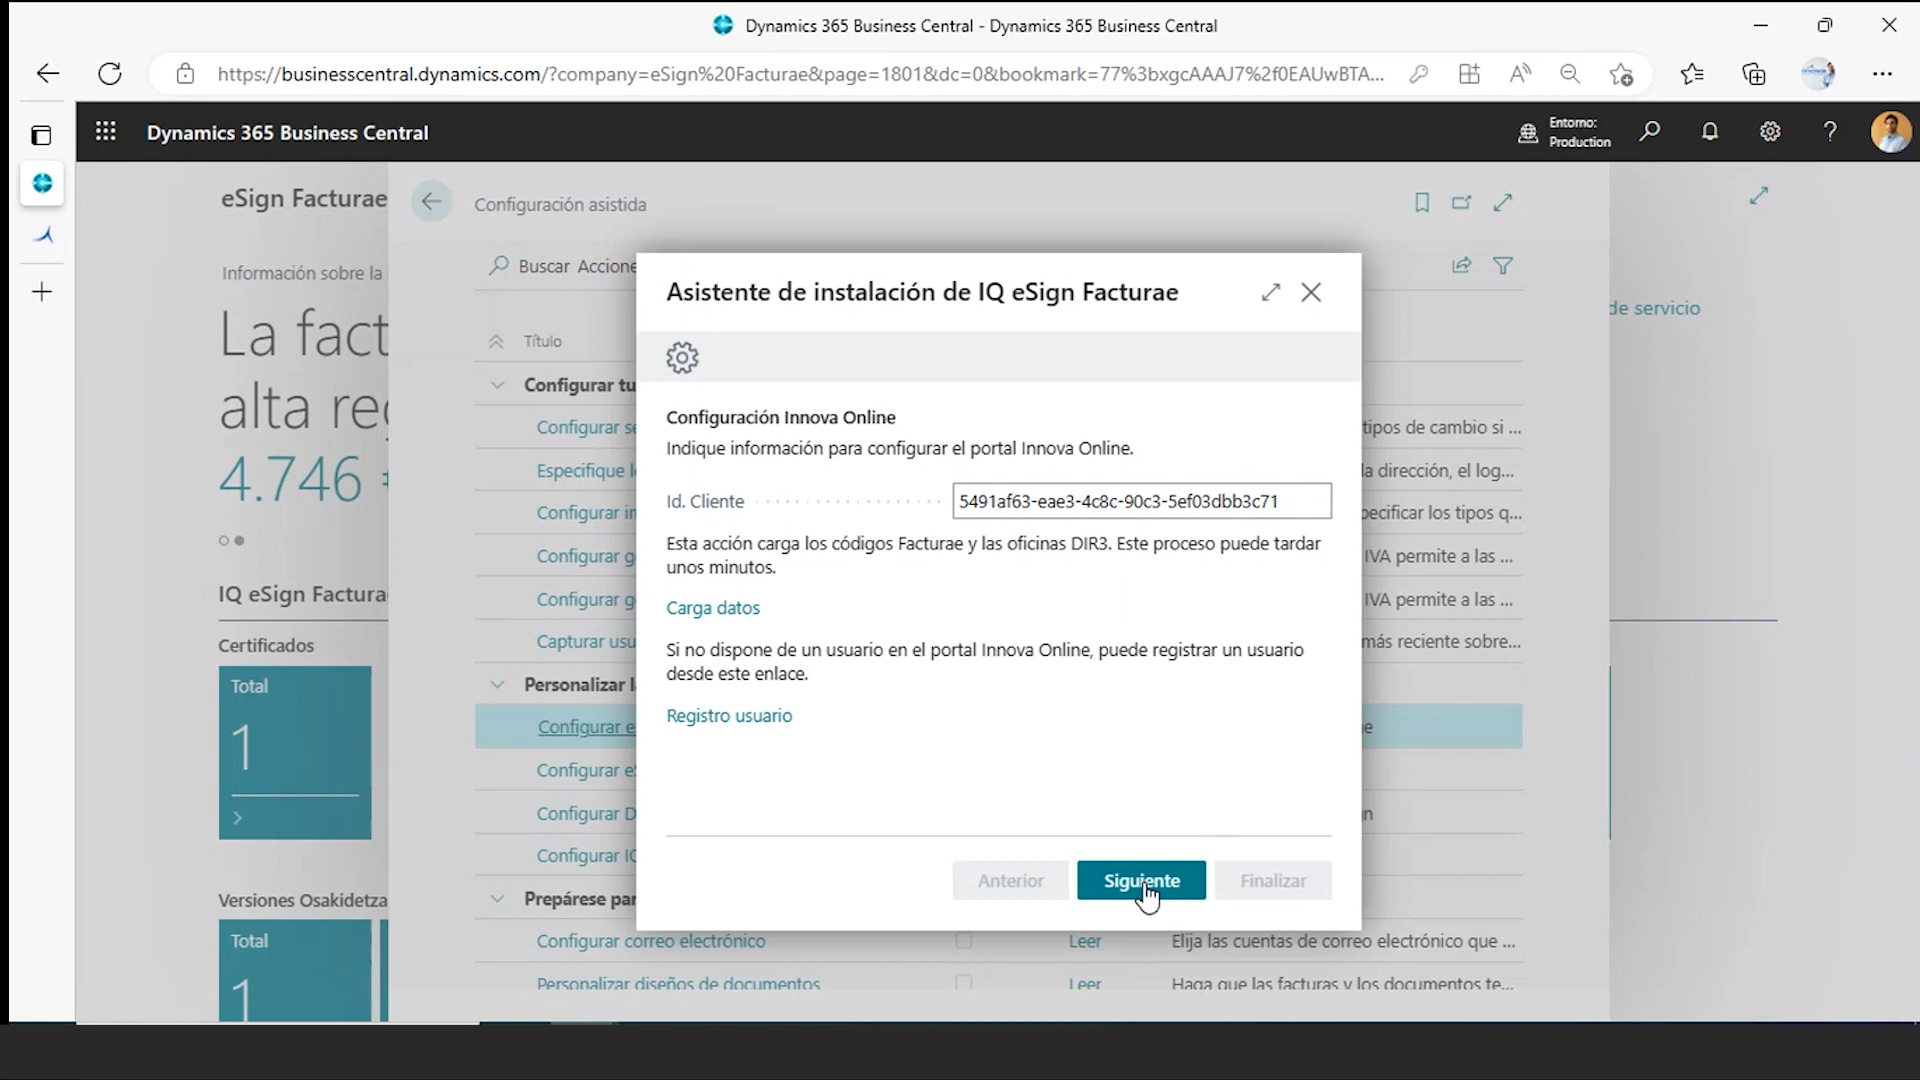 Dynamics 365 Business Central - Dynamics 365 Business Central
https://businesscentral.dynamics.com/?company=eSign%20Facturae&page=1801&dc=0&bookmark=77%3bxgcAAAJ7%2f0EAUwBTA...
Dynamics 365 Business Central
Entorno:
Production
eSign Facturae
Configuración asistida
Información sobre la
Buscar Accione
La fact
alta re
4.746
de servicio
Título
Configurar tu
Configurar se
tipos de cambio si ...
Especifique l
la dirección, el log...
Configurar in
pecificar los tipos q...
Configurar g
IVA permite a las ...
Configurar g
IVA permite a las ...
Capturar usu
más reciente sobre...
Personalizar l
Configurar e
e
Configurar eS
Configurar D
n
Configurar IQ
Prepárese par
Configurar correo electrónico
Leer
Elija las cuentas de correo electrónico que ...
Personalizar diseños de documentos
Leer
Haga que las facturas y los documentos te...
IQ eSign Factura
Certificados
Total
1
Versiones Osakidetza
Total
1
Asistente de instalación de IQ eSign Facturae
Configuración Innova Online
Indique información para configurar el portal Innova Online.
Id. Cliente
5491af63-eae3-4c8c-90c3-5ef03dbb3c71
Esta acción carga los códigos Facturae y las oficinas DIR3. Este proceso puede tardar
unos minutos.
Carga datos
Si no dispone de un usuario en el portal Innova Online, puede registrar un usuario
desde este enlace.
Registro usuario
Anterior
Siguiente
Finalizar